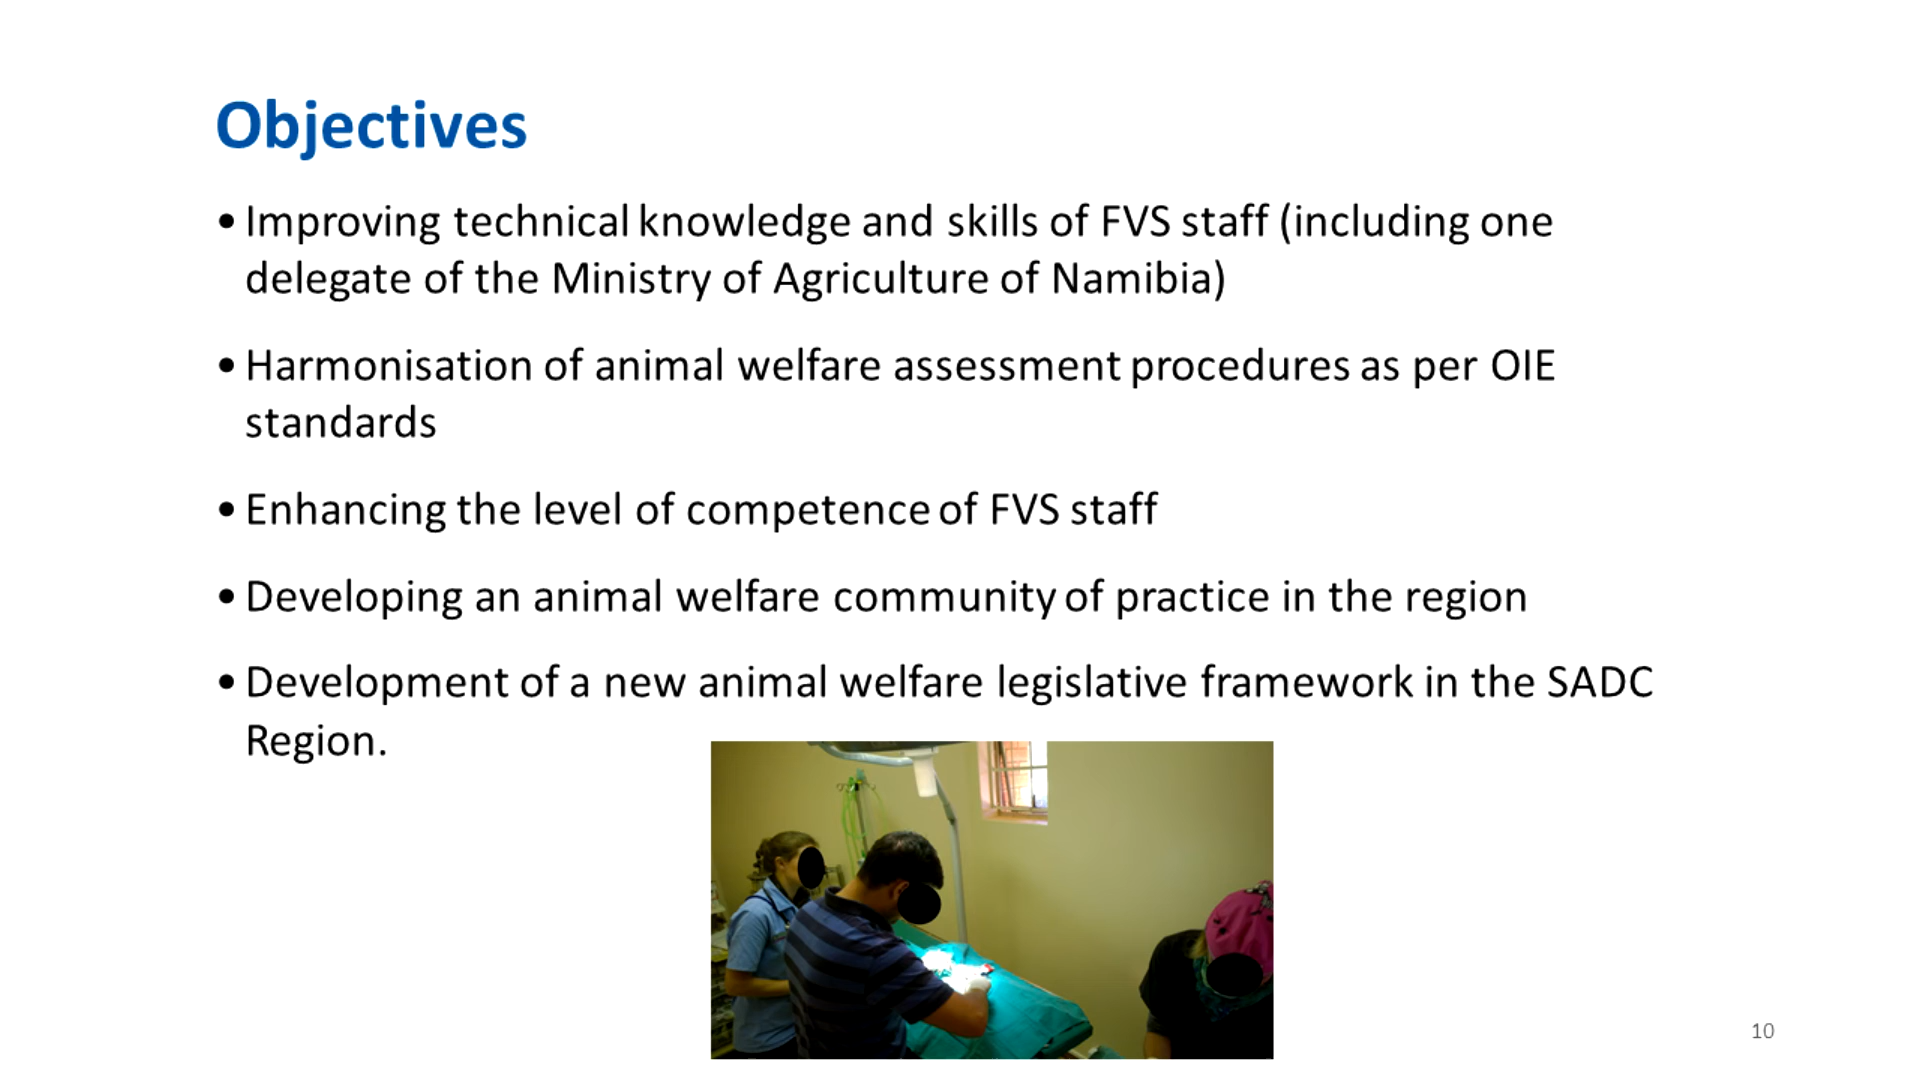 Objectives
• Improving technical knowledge and skills of FVS staff (including one
delegate of the Ministry of Agriculture of Namibia)
• Harmonisation of animal welfare assessment procedures as per OIE
standards
• Enhancing the level of competence of FVS staff
• Developing an animal welfare community of practice in the region
• Development of a new animal welfare legislative framework in the SADC
Region.
10